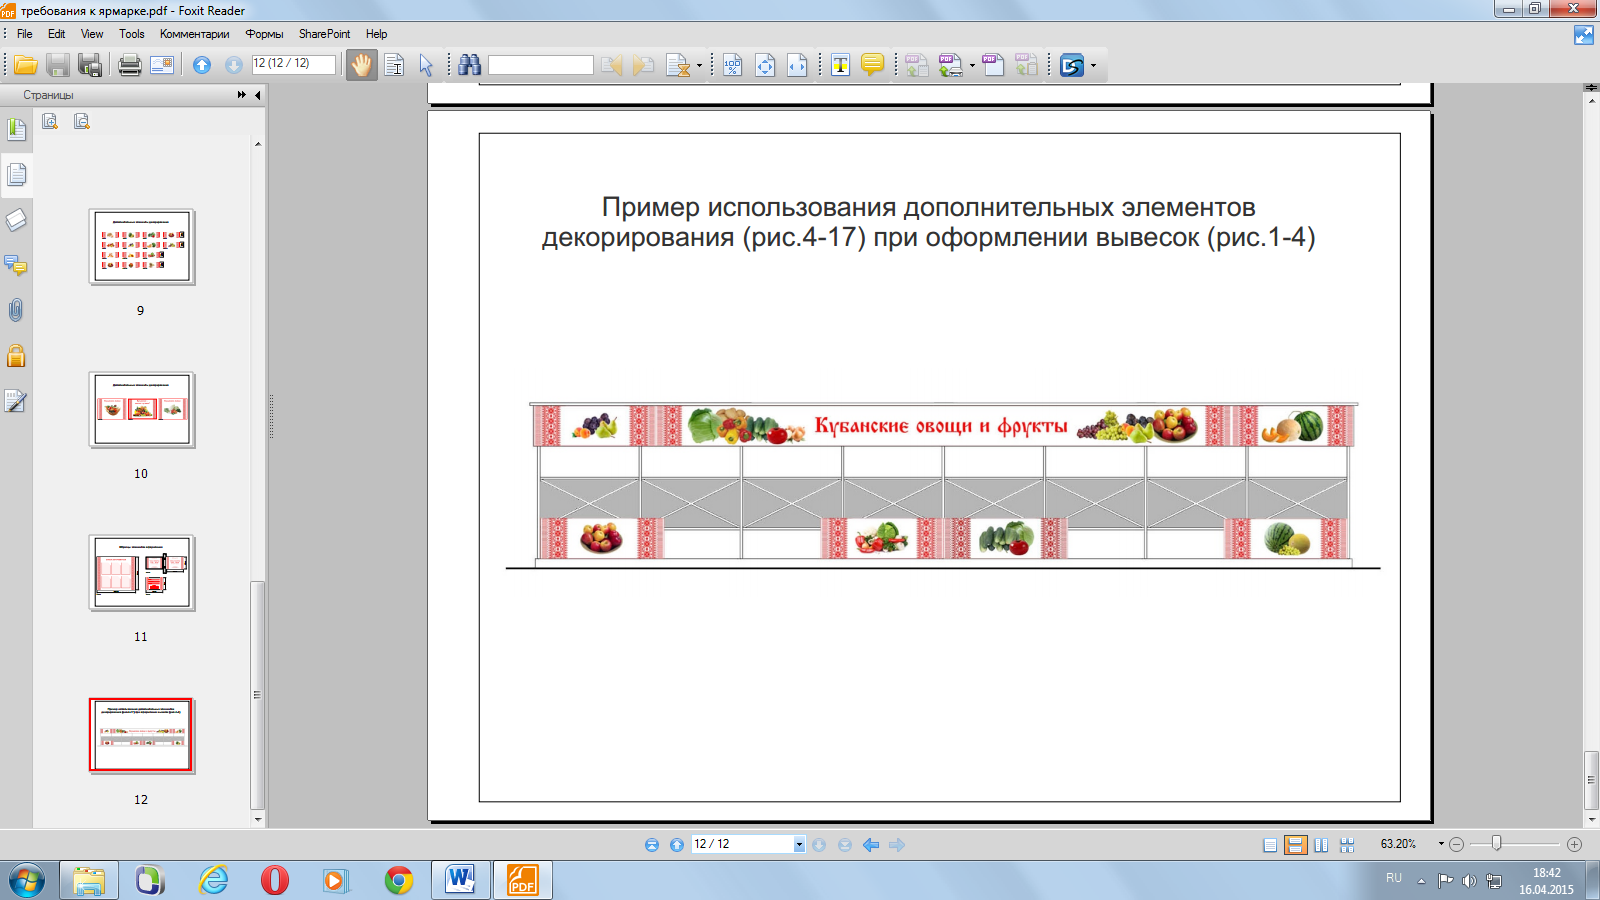 требования к ярмарке.pdf - Foxit Reader
File Edit View Tools Комментарии Формы SharePoint Help
12 (12 / 12)
Страницы
9
10
11
12
Пример использования дополнительных элементов
декорирования (рис.4-17) при оформлении вывесок (рис.1-4)
Кубанские овощи и фрукты
12 / 12
63.20%
RU
18:42
16.04.2015